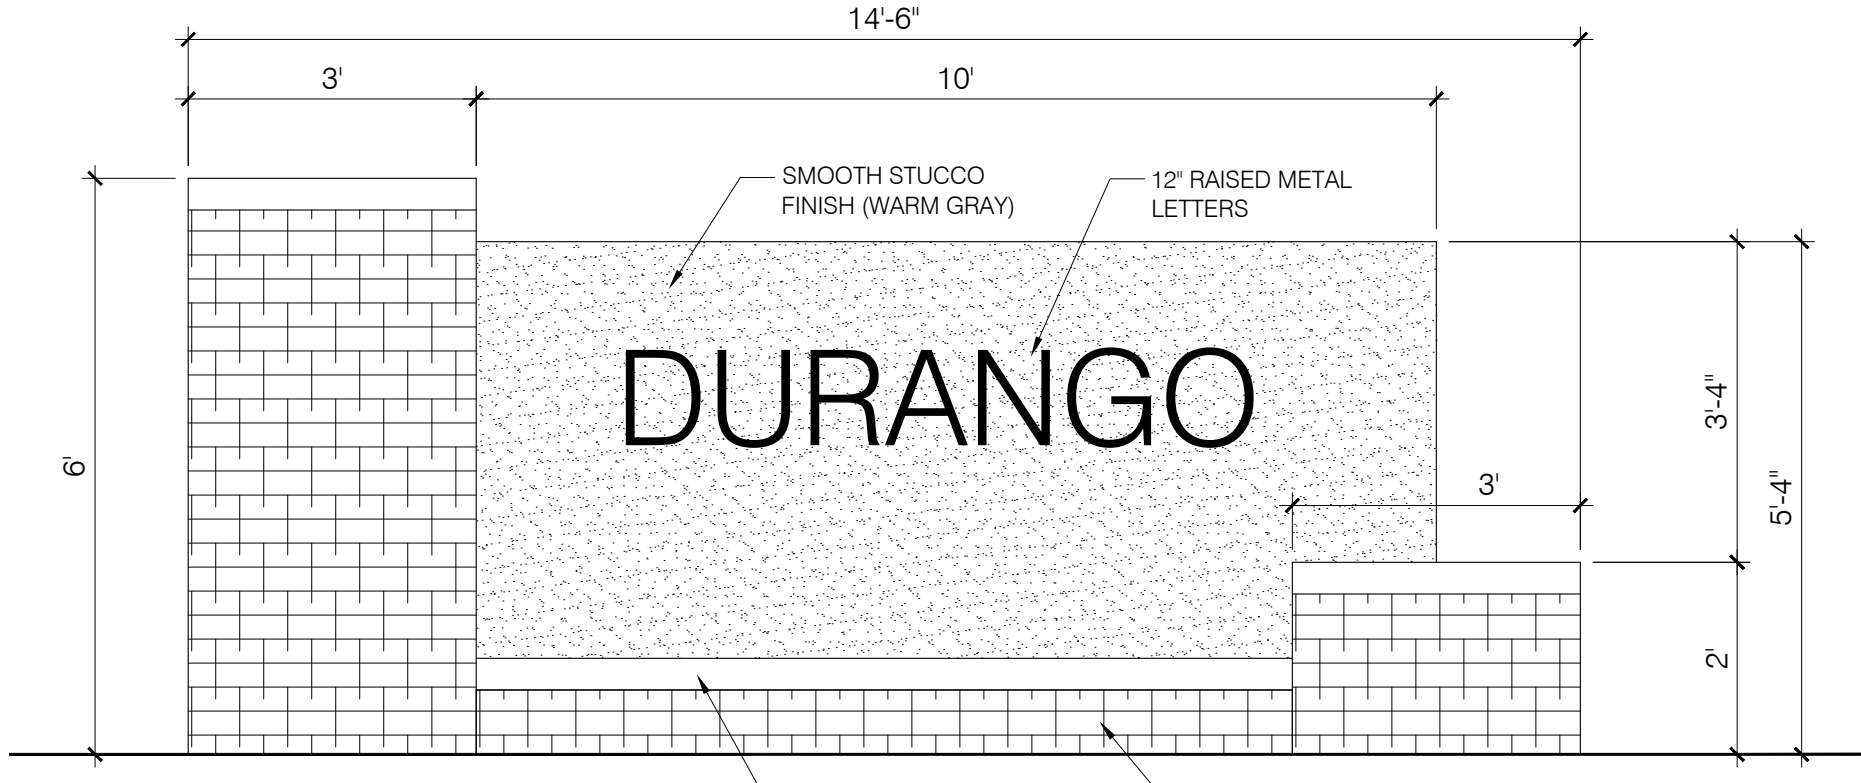 14'-6"
3'
10'
SMOOTH STUCCO
FINISH (WARM GRAY)
12" RAISED METAL
LETTERS
DURANGO
3'-4"
6'
3'
5'-4"
2'